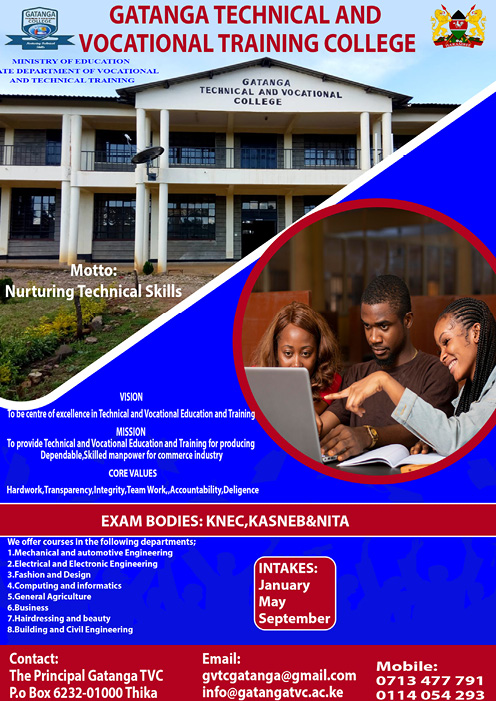 GATANGA TECHNICAL AND
VOCATIONAL TRAINING COLLEGE
GATANGA
MINISTRY OF EDUCATION
ATE DEPARTMENT OF VOCATIONAL
AND TECHNICAL TRAINING
GATANGA
TECHNICAL AND VOCATIONAL
COLLEGE
Motto:
Nurturing Technical Skills
VISION
To be centre of excellence in Technical and Vocational Education and Training
MISSION
To provide Technical and Vocational Education and Training for producing
Dependable,Skilled manpower for commerce industry
CORE VALUES
Hardwork,Transparency,Integrity,Team Work,,Accountability,Deligence
EXAM BODIES: KNEC,KASNEB&NITA
We offer courses in the following departments;
1.Mechanical and automotive Engineering
2.Electrical and Electronic Engineering
3.Fashion and Design
4.Computing and informatics
5.General Agriculture
6.Business
7.Hairdressing and beauty
8.Building and Civil Engineering
INTAKES:
January
May
September
Contact:
The Principal Gatanga TVC
P.o Box 6232-01000 Thika
Email:
gvtcgatanga@gmail.com
info@gatangatvc.ac.ke
Mobile:
0713 477 791
0114 054 293